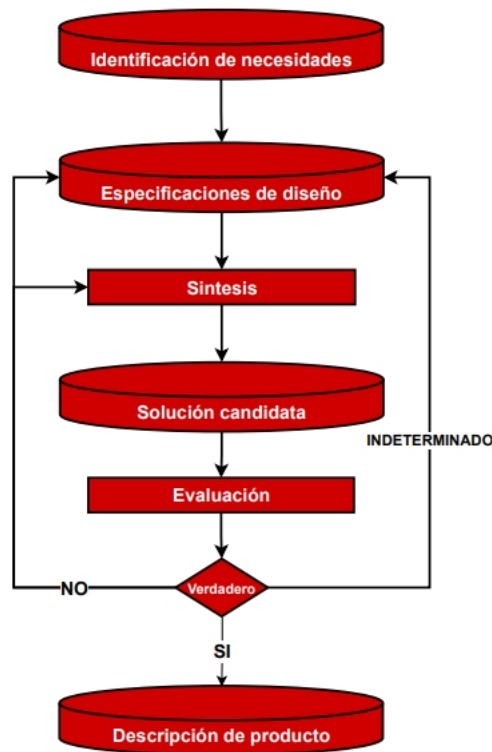 Identificación de necesidades
Especificaciones de diseño
Sintesis
Solución candidata
INDETERMINADO
Evaluación
Verdadero
NO
SI
Descripción de producto